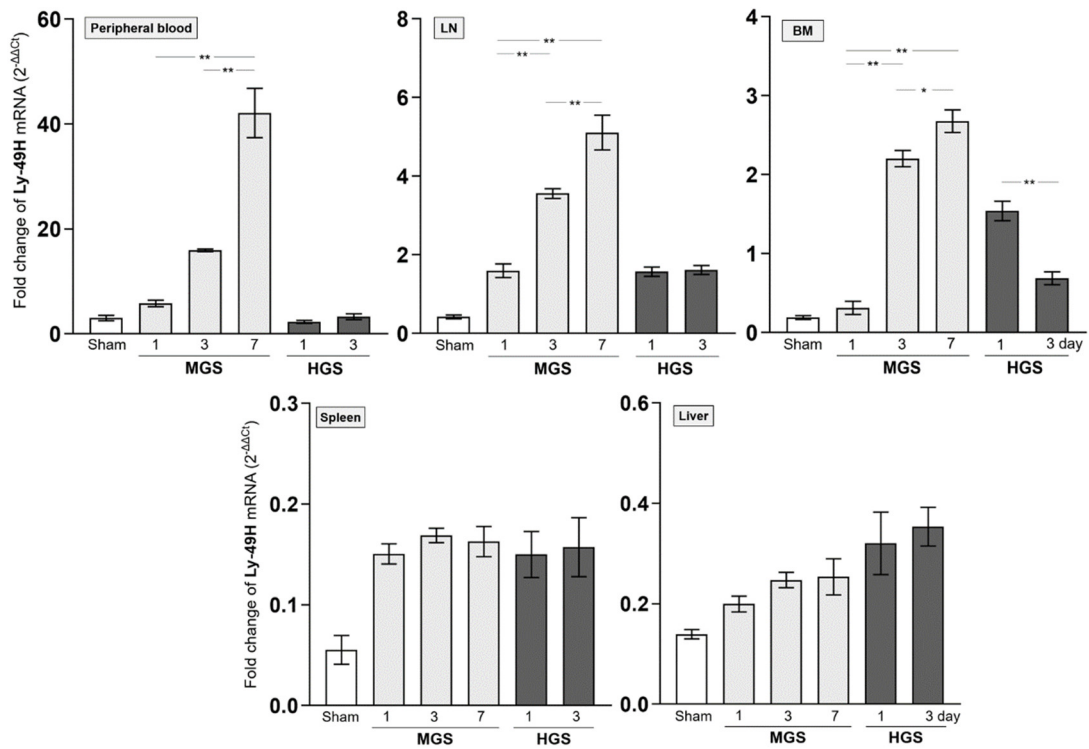 Fold change of Ly-49H mRNA (2-ΔΔCt)
Peripheral blood
60
40
20
0
**
**
Sham 1 3 7 1 3
MGS HGS
LN
8
6
4
2
0
**
**
**
Sham 1 3 7 1 3
MGS HGS
BM
4
3
2
1
0
**
**
*
**
Sham 1 3 7 1 3 day
MGS HGS
Fold change of Ly-49H mRNA (2-ΔΔCt)
Spleen
0.3
0.2
0.1
0.0
Sham 1 3 7 1 3
MGS HGS
Liver
0.6
0.4
0.2
0.0
Sham 1 3 7 1 3 day
MGS HGS